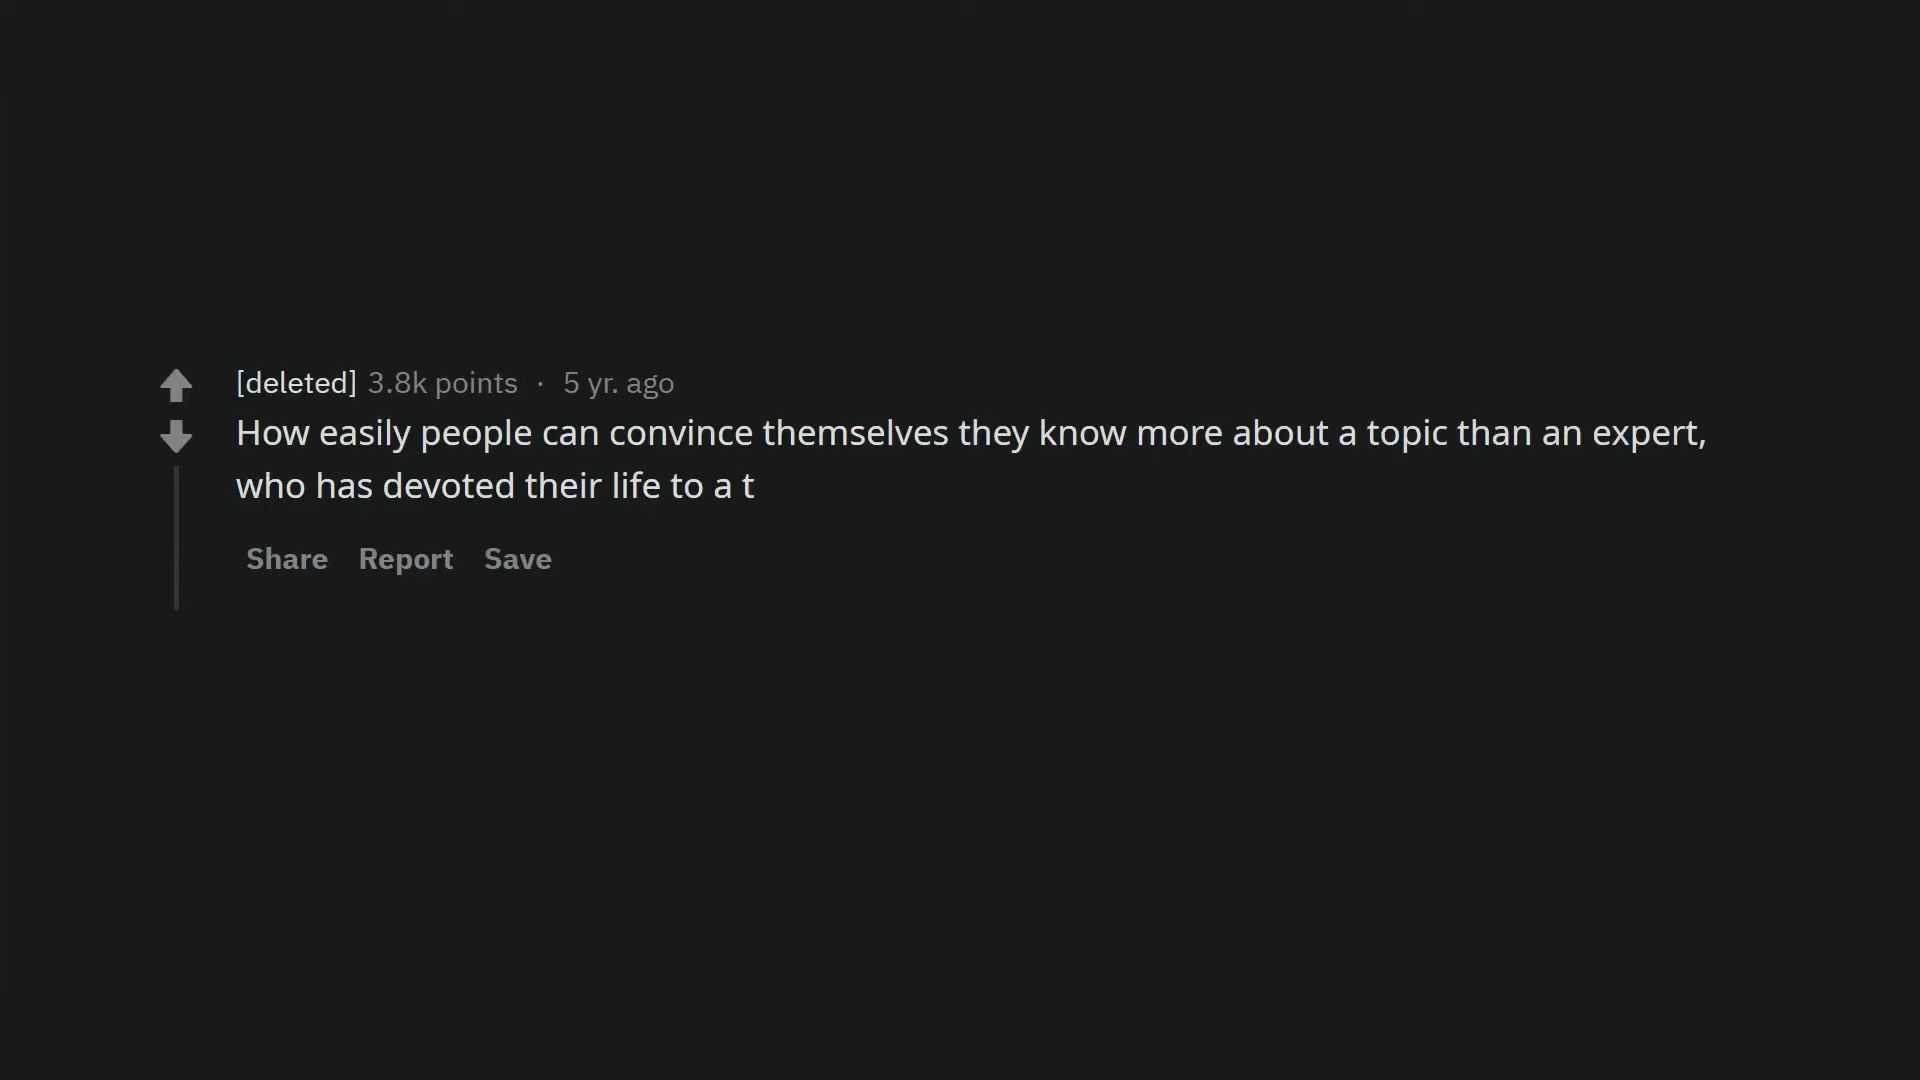 [deleted] 3.8k points · 5 yr. ago
How easily people can convince themselves they know more about a topic than an expert,
who has devoted their life to a t
Share Report Save